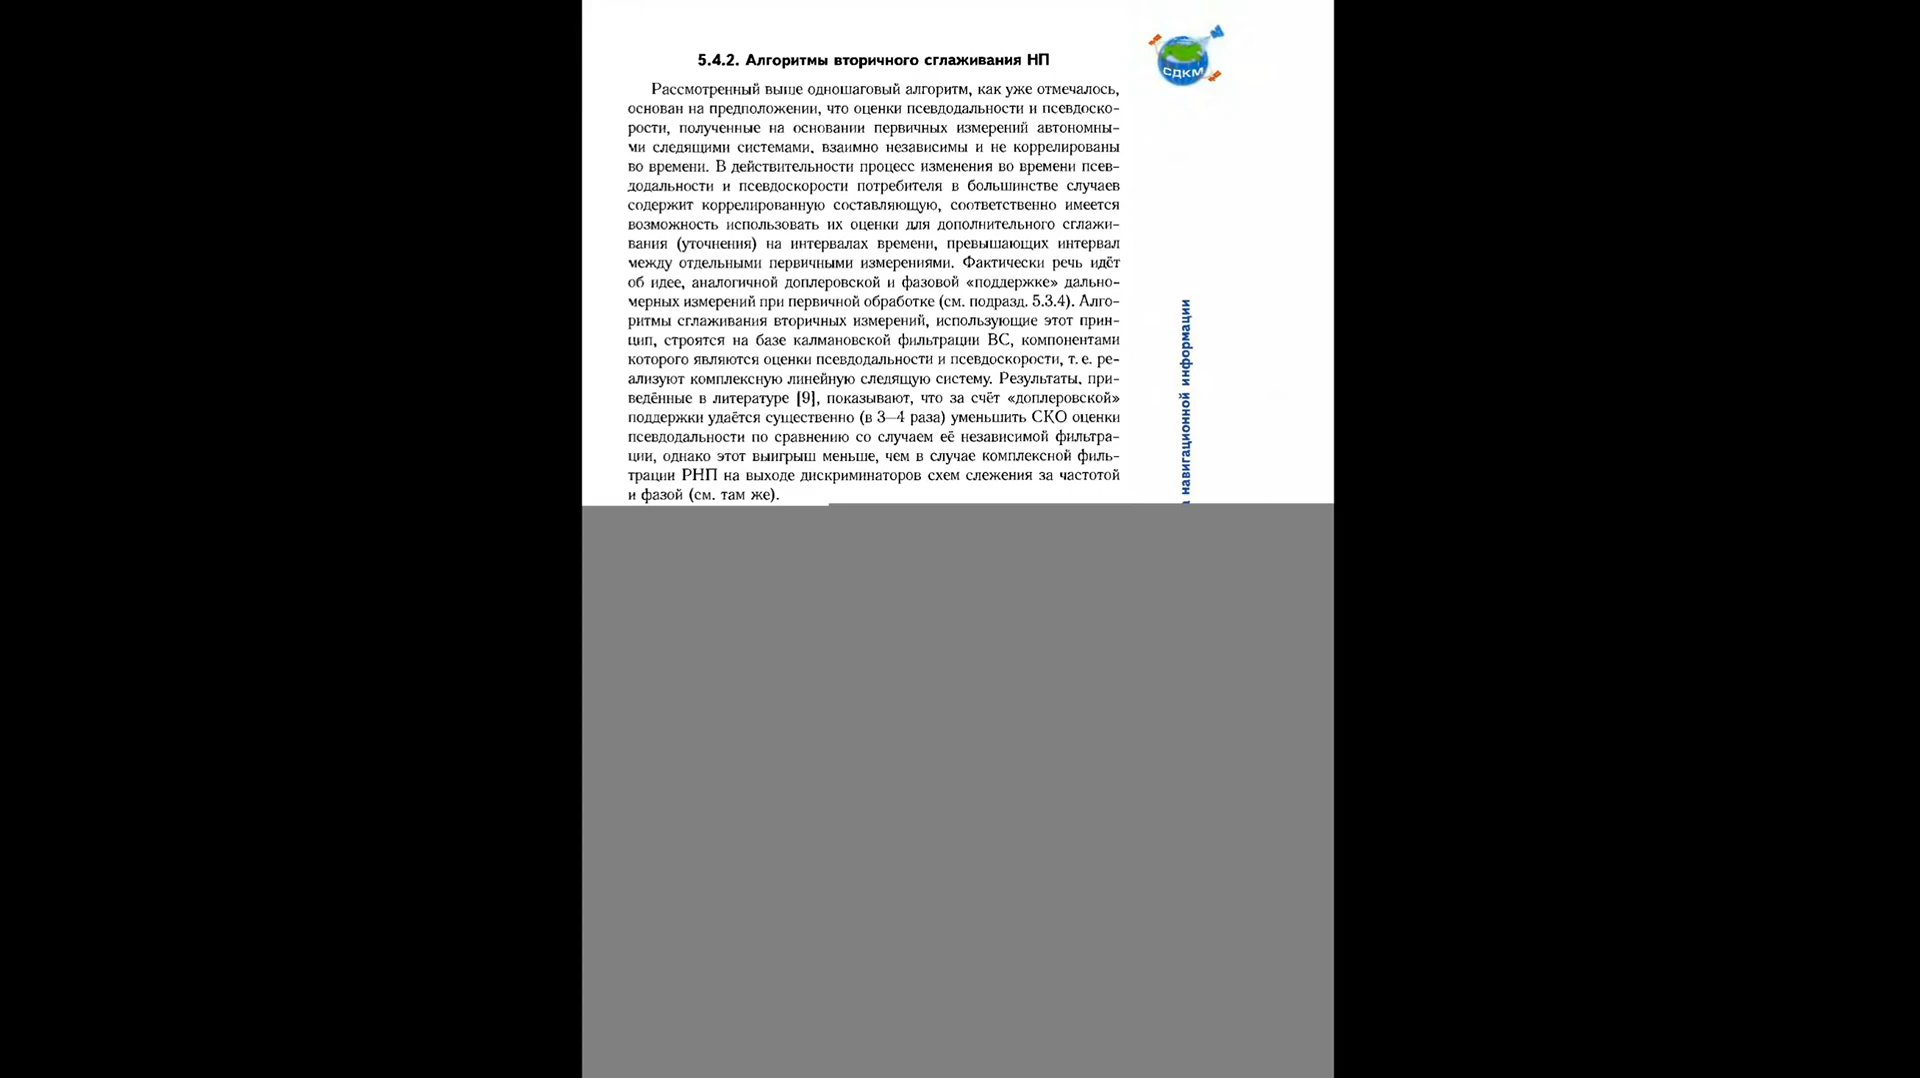 5.4.2. Алгоритмы вторичного сглаживания НП
Рассмотренный выше одношаговый алгоритм, как уже отмечалось,
основан на предположении, что оценки псевдодальности и псевдоско-
рости, полученные на основании первичных измерений автономны-
ми следящими системами, взаимно независимы и не коррелированы
во времени. В действительности процесс изменения во времени псев-
додальности и псевдоскорости потребителя в большинстве случаев
содержит коррелированную составляющую, соответственно имеется
возможность использовать их оценки для дополнительного сглажи-
вания (уточнения) на интервалах времени, превышающих интервал
между отдельными первичными измерениями. Фактически речь идёт
об идее, аналогичной доплеровской и фазовой «поддержке» дально-
мерных измерений при первичной обработке (см. подразд. 5.3.4). Алго-
ритмы сглаживания вторичных измерений, использующие этот прин-
цип, строятся на базе калмановской фильтрации ВС, компонентами
которого являются оценки псевдодальности и псевдоскорости, т. е. ре-
ализуют комплексную линейную следящую систему. Результаты, при-
ведённые в литературе [9], показывают, что за счёт «доплеровской»
поддержки удаётся существенно (в 3—4 раза) уменьшить СКО оценки
псевдодальности по сравнению со случаем её независимой фильтра-
ции, однако этот выигрыш меньше, чем в случае комплексной филь-
трации РНП на выходе дискриминаторов схем слежения за частотой
и фазой (см. там же).
СДКМ
навигационной информации